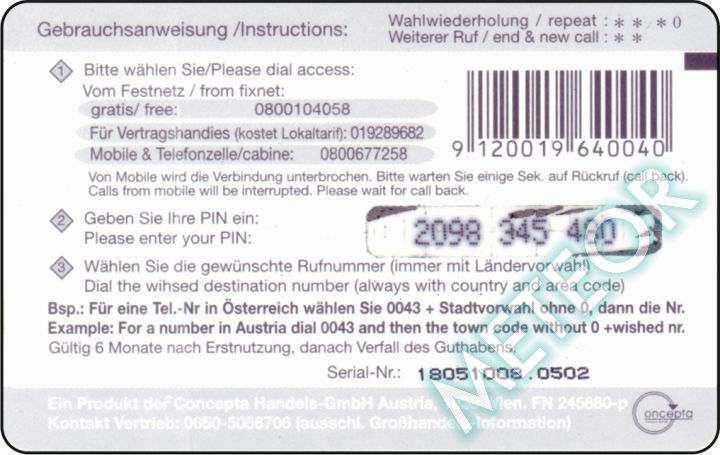 Gebrauchsanweisung /Instructions:
Wahlwiederholung / repeat : * * * 0
Weiterer Ruf / end & new call : * *
1 Bitte wählen Sie/Please dial access:
Vom Festnetz / from fixnet:
gratis/ free: 0800104058
Für Vertragshandies (kostet Lokaltarif): 019289682
Mobile & Telefonzelle/cabine: 0800677258
9 120019 640040
Von Mobile wird die Verbindung unterbrochen. Bitte warten Sie einige Sek. auf Rückruf (call back).
Calls from mobile will be interrupted. Please wait for call back.
2 Geben Sie Ihre PIN ein:
Please enter your PIN:
2098 345 480
3 Wählen Sie die gewünschte Rufnummer (immer mit Ländervorwahl)
Dial the wihsed destination number (always with country and area code)
Bsp.: Für eine Tel.-Nr in Österreich wählen Sie 0043 + Stadtvorwahl ohne 0, dann die Nr.
Example: For a number in Austria dial 0043 and then the town code without 0 +wished nr.
Gültig 6 Monate nach Erstnutzung, danach Verfall des Guthabens.
Serial-Nr.: 18051008.0502
Ein Produkt der Concepta Handels-GmbH Austria, Wien. FN 245880-p
Kontakt Vertrieb: 0650-5056706 (ausschl. Großhandel-Information)
oncepta
METEOR